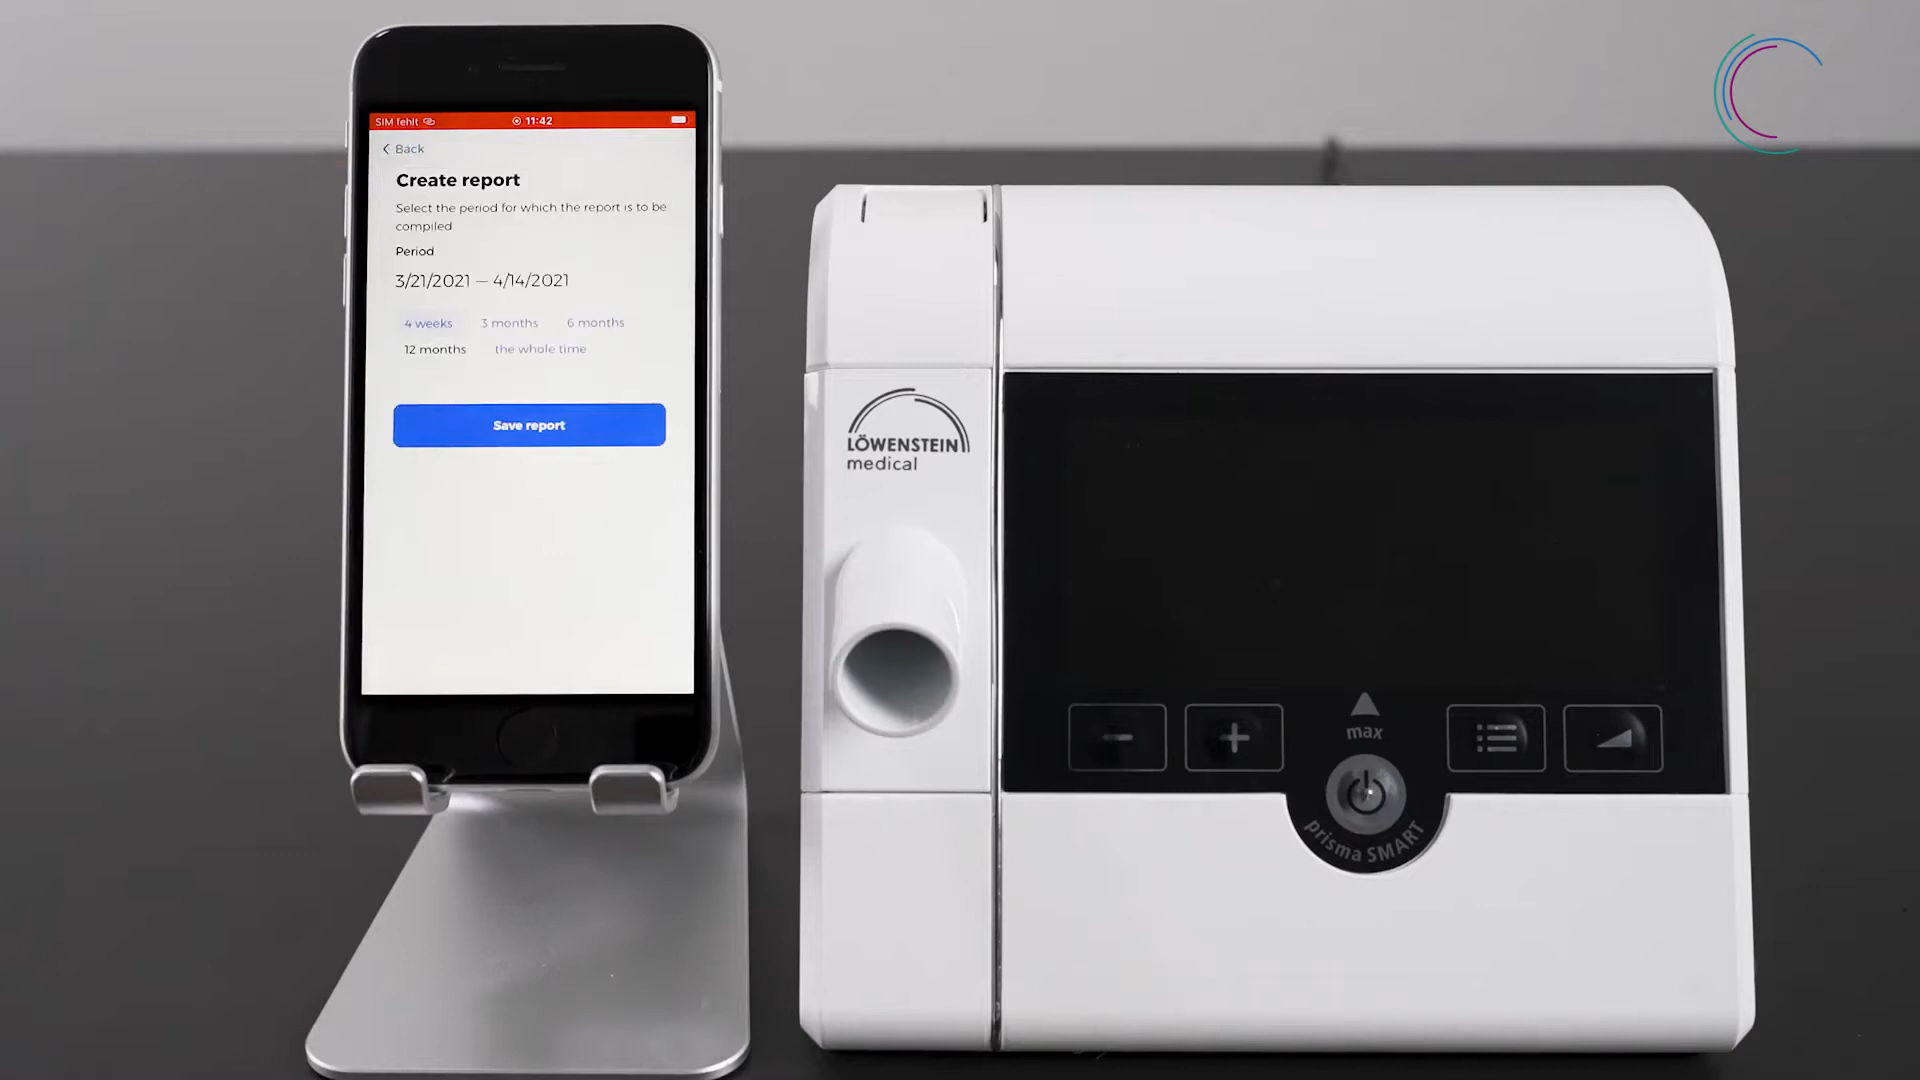 SIM fehlt 11:42
Back
Create report
Select the period for which the report is to be
compiled
Period
3/21/2021 — 4/14/2021
4 weeks 3 months 6 months
12 months the whole time
Save report
LÖWENSTEIN
medical
max
prisma SMART